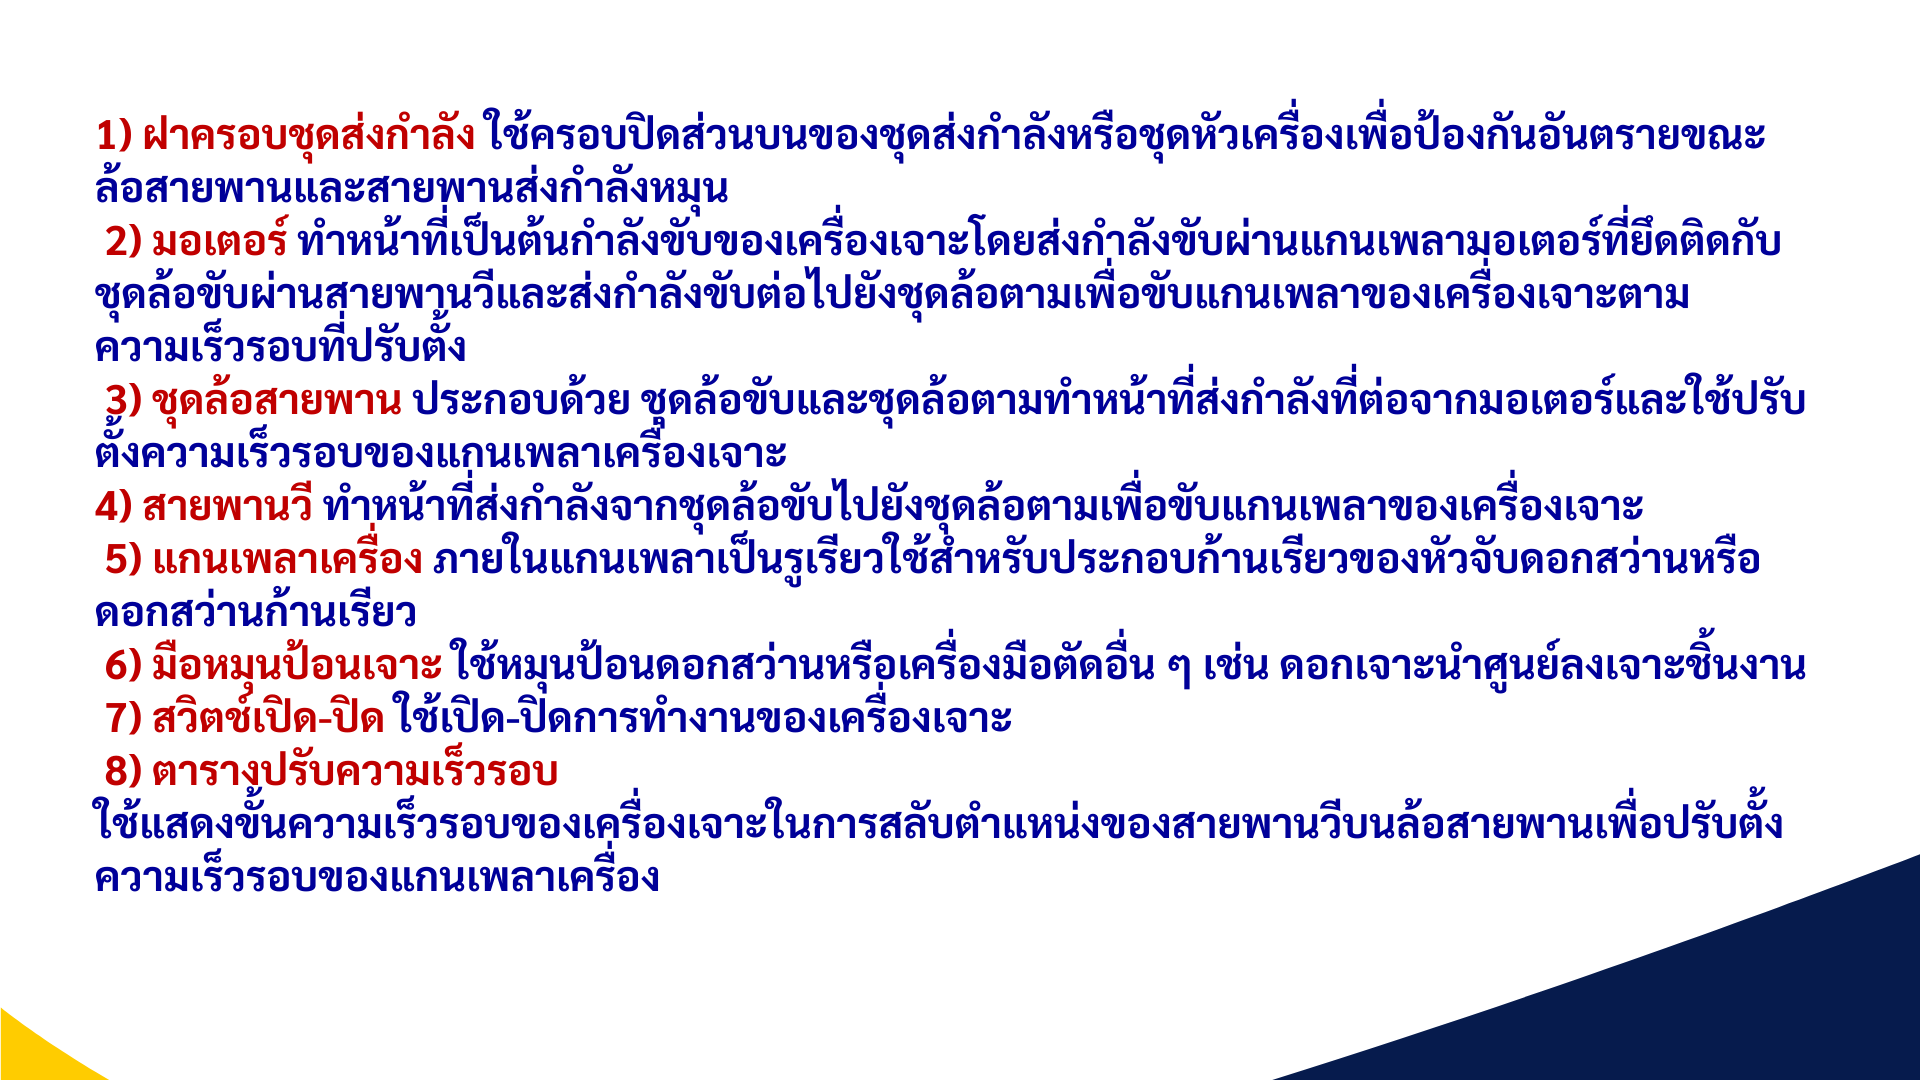 1) ฝาครอบชุดส่งกำลัง ใช้ครอบปิดส่วนบนของชุดส่งกำลังหรือชุดหัวเครื่องเพื่อป้องกันอันตรายขณะ
ล้อสายพานและสายพานส่งกำลังหมุน
2) มอเตอร์ ทำหน้าที่เป็นต้นกำลังขับของเครื่องเจาะโดยส่งกำลังขับผ่านแกนเพลามอเตอร์ที่ยึดติดกับ
ชุดล้อขับผ่านสายพานวีและส่งกำลังขับต่อไปยังชุดล้อตามเพื่อขับแกนเพลาของเครื่องเจาะตาม
ความเร็วรอบที่ปรับตั้ง
3) ชุดล้อสายพาน ประกอบด้วย ชุดล้อขับและชุดล้อตามทำหน้าที่ส่งกำลังที่ต่อจากมอเตอร์และใช้ปรับ
ตั้งความเร็วรอบของแกนเพลาเครื่องเจาะ
4) สายพานวี ทำหน้าที่ส่งกำลังจากชุดล้อขับไปยังชุดล้อตามเพื่อขับแกนเพลาของเครื่องเจาะ
5) แกนเพลาเครื่อง ภายในแกนเพลาเป็นรูเรียวใช้สำหรับประกอบก้านเรียวของหัวจับดอกสว่านหรือ
ดอกสว่านก้านเรียว
6) มือหมุนป้อนเจาะ ใช้หมุนป้อนดอกสว่านหรือเครื่องมือตัดอื่น ๆ เช่น ดอกเจาะนำศูนย์ลงเจาะชิ้นงาน
7) สวิตช์เปิด-ปิด ใช้เปิด-ปิดการทำงานของเครื่องเจาะ
8) ตารางปรับความเร็วรอบ
ใช้แสดงขั้นความเร็วรอบของเครื่องเจาะในการสลับตำแหน่งของสายพานวีบนล้อสายพานเพื่อปรับตั้ง
ความเร็วรอบของแกนเพลาเครื่อง